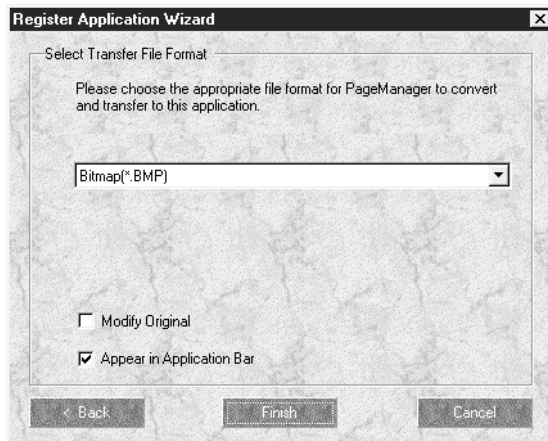 Register Application Wizard
Select Transfer File Format
Please choose the appropriate file format for PageManager to convert
and transfer to this application.
Bitmap(*.BMP)
Modify Original
Appear in Application Bar
< Back
Finish
Cancel